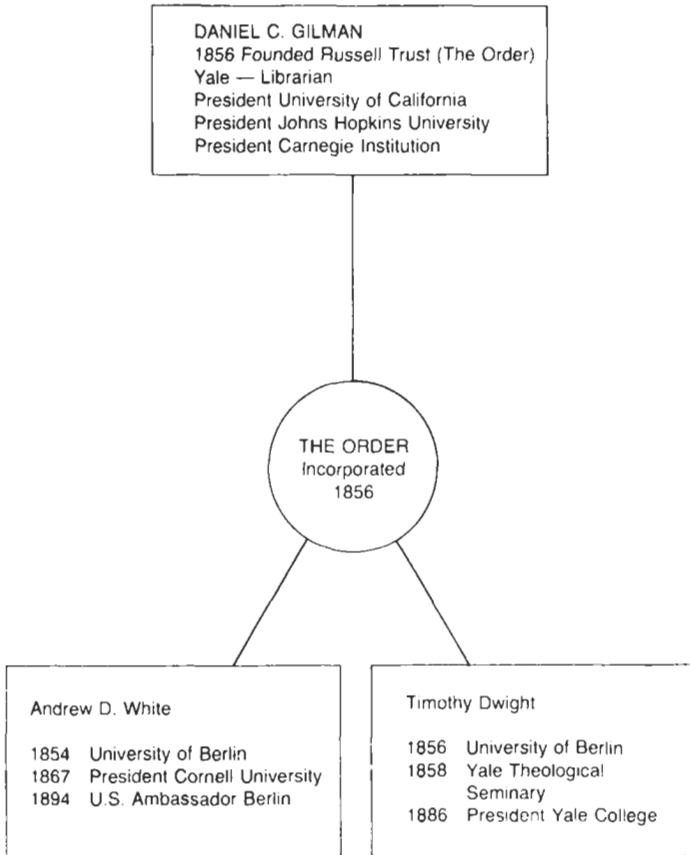 DANIEL C. GILMAN
1856 Founded Russell Trust (The Order)
Yale — Librarian
President University of California
President Johns Hopkins University
President Carnegie Institution
THE ORDER
Incorporated
1856
Andrew D. White
1854 University of Berlin
1867 President Cornell University
1894 U.S. Ambassador Berlin
Timothy Dwight
1856 University of Berlin
1858 Yale Theological
Seminary
1886 President Yale College